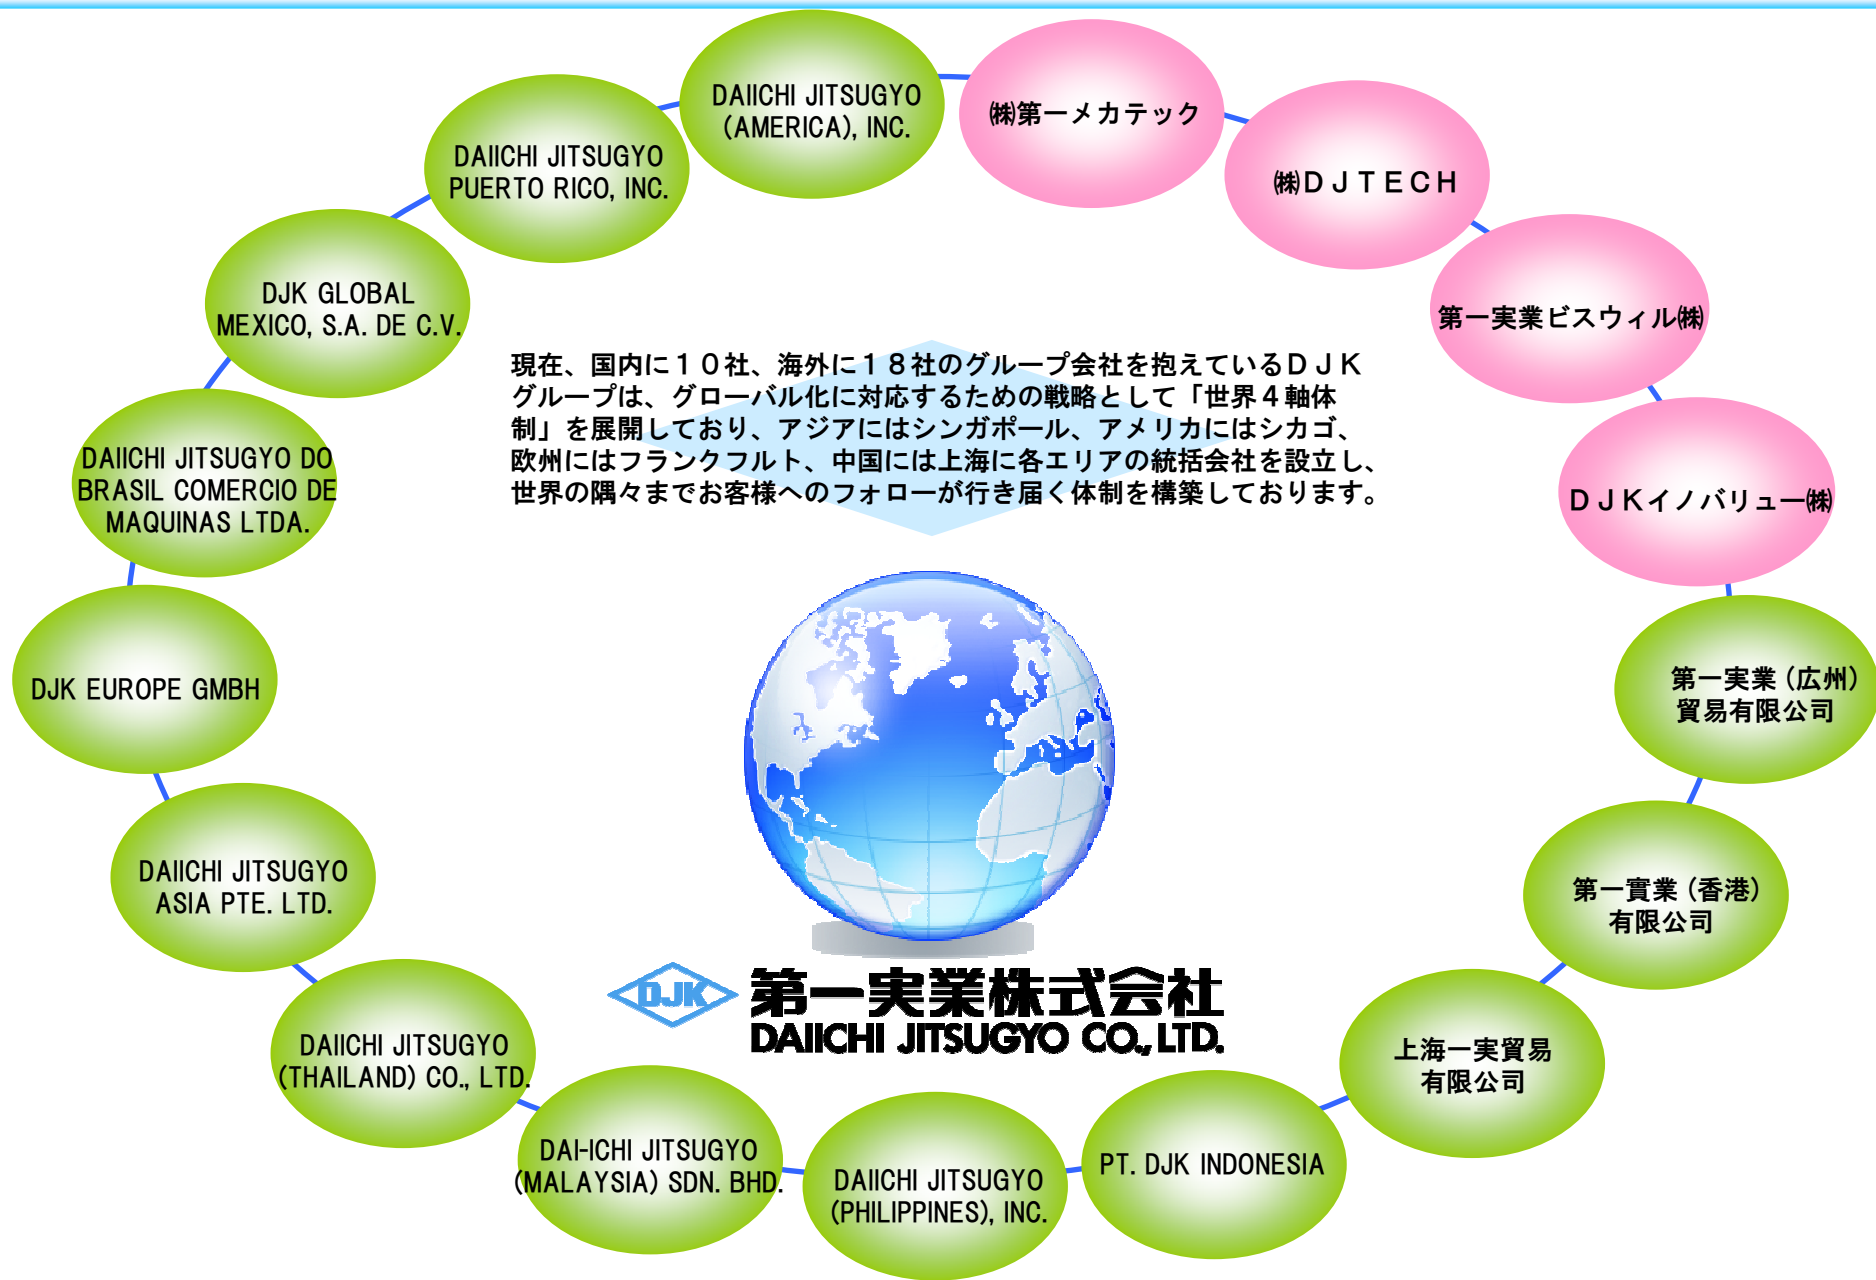 DAIICHI JITSUGYO
(AMERICA), INC.
㈱第一メカテック
㈱ＤＪＴＥＣＨ
第一実業ビスウィル㈱
ＤＪＫイノバリュー㈱
第一実業（広州）
貿易有限公司
第一實業（香港）
有限公司
上海一実貿易
有限公司
PT. DJK INDONESIA
DAIICHI JITSUGYO
(PHILIPPINES), INC.
DAI-ICHI JITSUGYO
(MALAYSIA) SDN. BHD.
DAIICHI JITSUGYO
(THAILAND) CO., LTD.
DAIICHI JITSUGYO
ASIA PTE. LTD.
DJK EUROPE GMBH
DAIICHI JITSUGYO DO
BRASIL COMERCIO DE
MAQUINAS LTDA.
DJK GLOBAL
MEXICO, S.A. DE C.V.
DAIICHI JITSUGYO
PUERTO RICO, INC.
現在、国内に１０社、海外に１８社のグループ会社を抱えているＤＪＫ
グループは、グローバル化に対応するための戦略として「世界４軸体
制」を展開しており、アジアにはシンガポール、アメリカにはシカゴ、
欧州にはフランクフルト、中国には上海に各エリアの統括会社を設立し、
世界の隅々までお客様へのフォローが行き届く体制を構築しております。
DJK 第一実業株式会社
DAIICHI JITSUGYO CO., LTD.